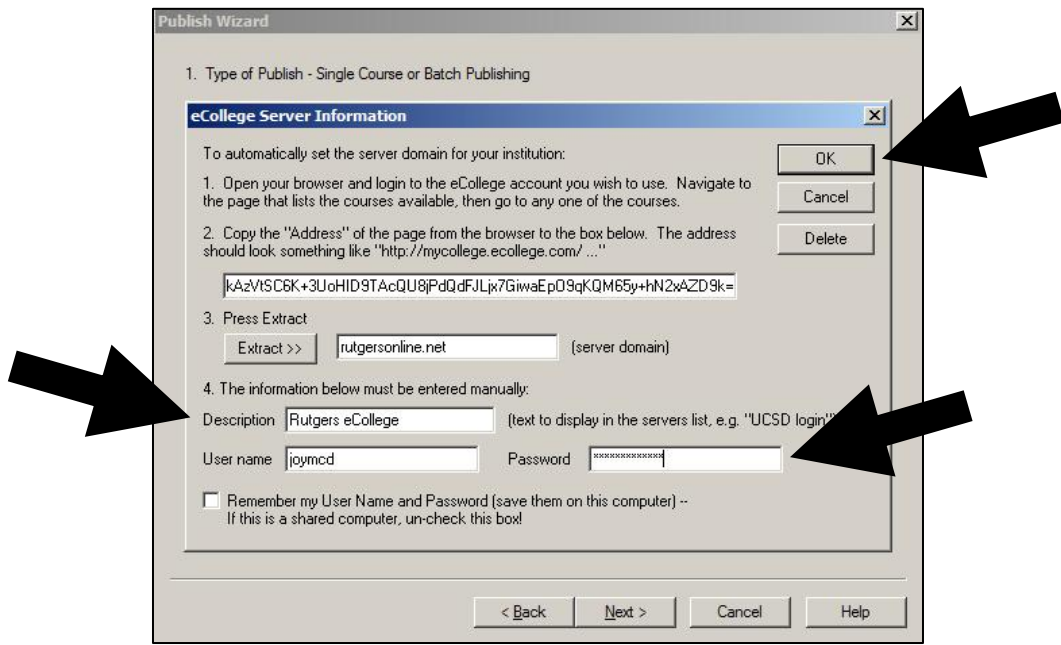 Publish Wizard
1. Type of Publish - Single Course or Batch Publishing
eCollege Server Information
To automatically set the server domain for your institution:
OK
1. Open your browser and login to the eCollege account you wish to use. Navigate to
the page that lists the courses available, then go to any one of the courses.
Cancel
2. Copy the "Address" of the page from the browser to the box below. The address
should look something like "http://mycollege.ecollege.com/ ..."
Delete
kAzVtSC6K+3UoHID9TAcQU8jPdQdFJLjx7GiwaEpO9qKQM65y+hN2xAZD9k=
3. Press Extract
Extract >> rutgersonline.net (server domain)
4. The information below must be entered manually:
Description Rutgers eCollege (text to display in the servers list, e.g. "UCSD login")
User name joymcd Password *************
Remember my User Name and Password (save them on this computer) --
If this is a shared computer, un-check this box!
< Back Next > Cancel Help